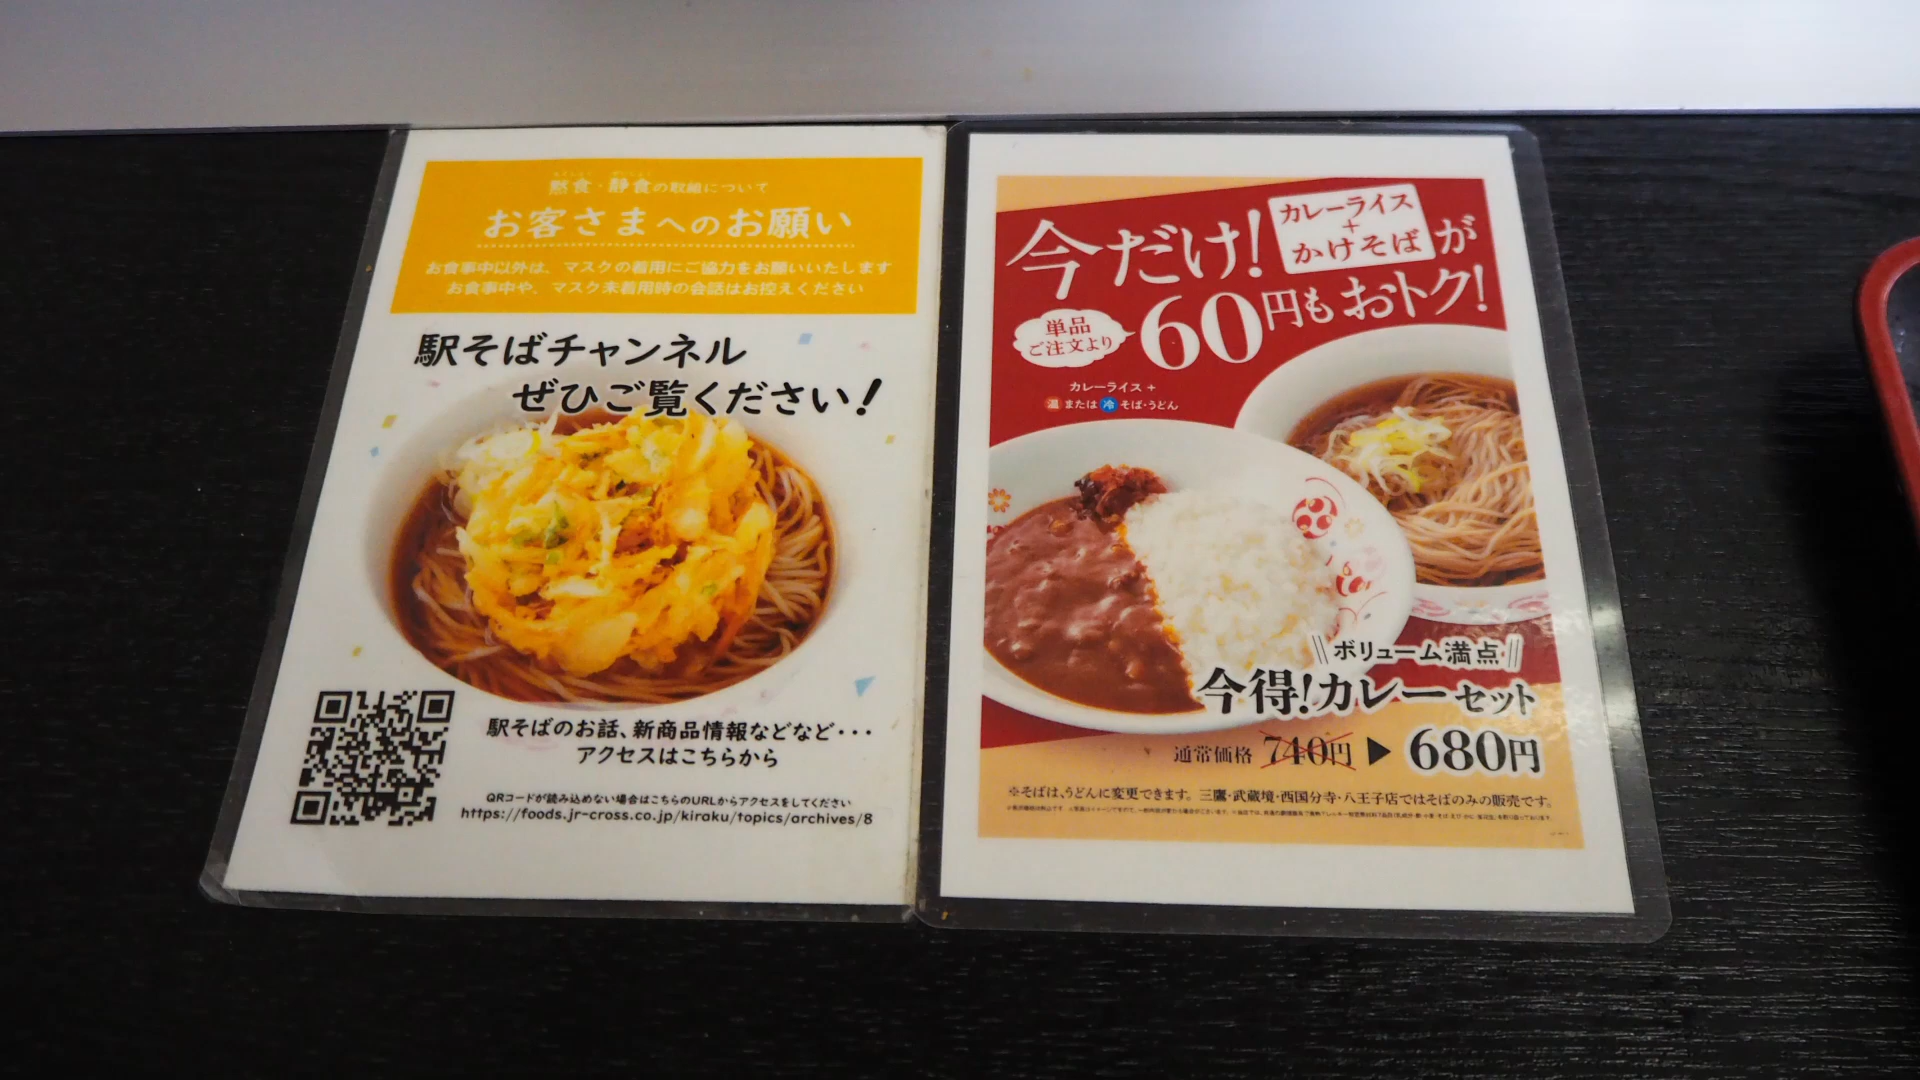 黙食・静食の取組について
お客さまへのお願い
お食事中以外は、マスクの着用にご協力をお願いいたします
お食事中や、マスク未着用時の会話はお控えください
駅そばチャンネル
ぜひご覧ください!
駅そばのお話、新商品情報などなど・・・
アクセスはこちらから
QRコードが読み込めない場合はこちらのURLからアクセスをしてください
https://foods.jr-cross.co.jp/kiraku/topics/archives/8
今だけ!
カレーライス
+
かけそば
が
単品
ご注文より
60円もおトク!
カレーライス +
温 または 冷 そば・うどん
ボリューム満点
今得!カレーセット
通常価格 740円 ▶ 680円
※そばは、うどんに変更できます。三鷹・武蔵境・西国分寺・八王子店ではそばのみの販売です。